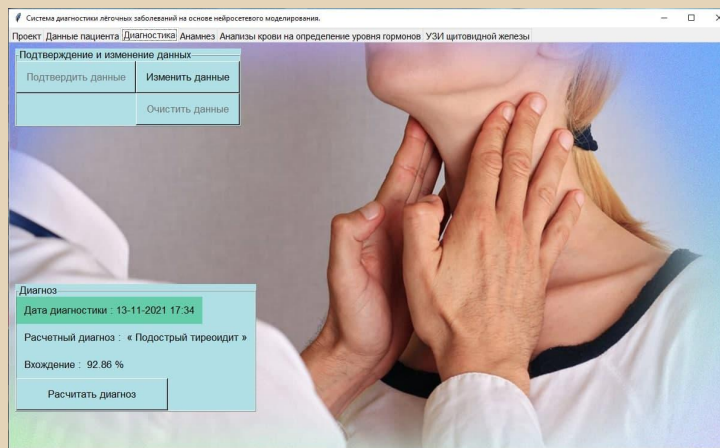 Система диагностики лёгочных заболеваний на основе нейросетевого моделирования.
Проект Данные пациента Диагностика Анамнез Анализы крови на определение уровня гормонов УЗИ щитовидной железы
Подтверждение и изменение данных
Подтвердить данные Изменить данные
Очистить данные
Диагноз
Дата диагностики : 13-11-2021 17:34
Расчетный диагноз : « Подострый тиреоидит »
Вхождение : 92.86 %
Расчитать диагноз